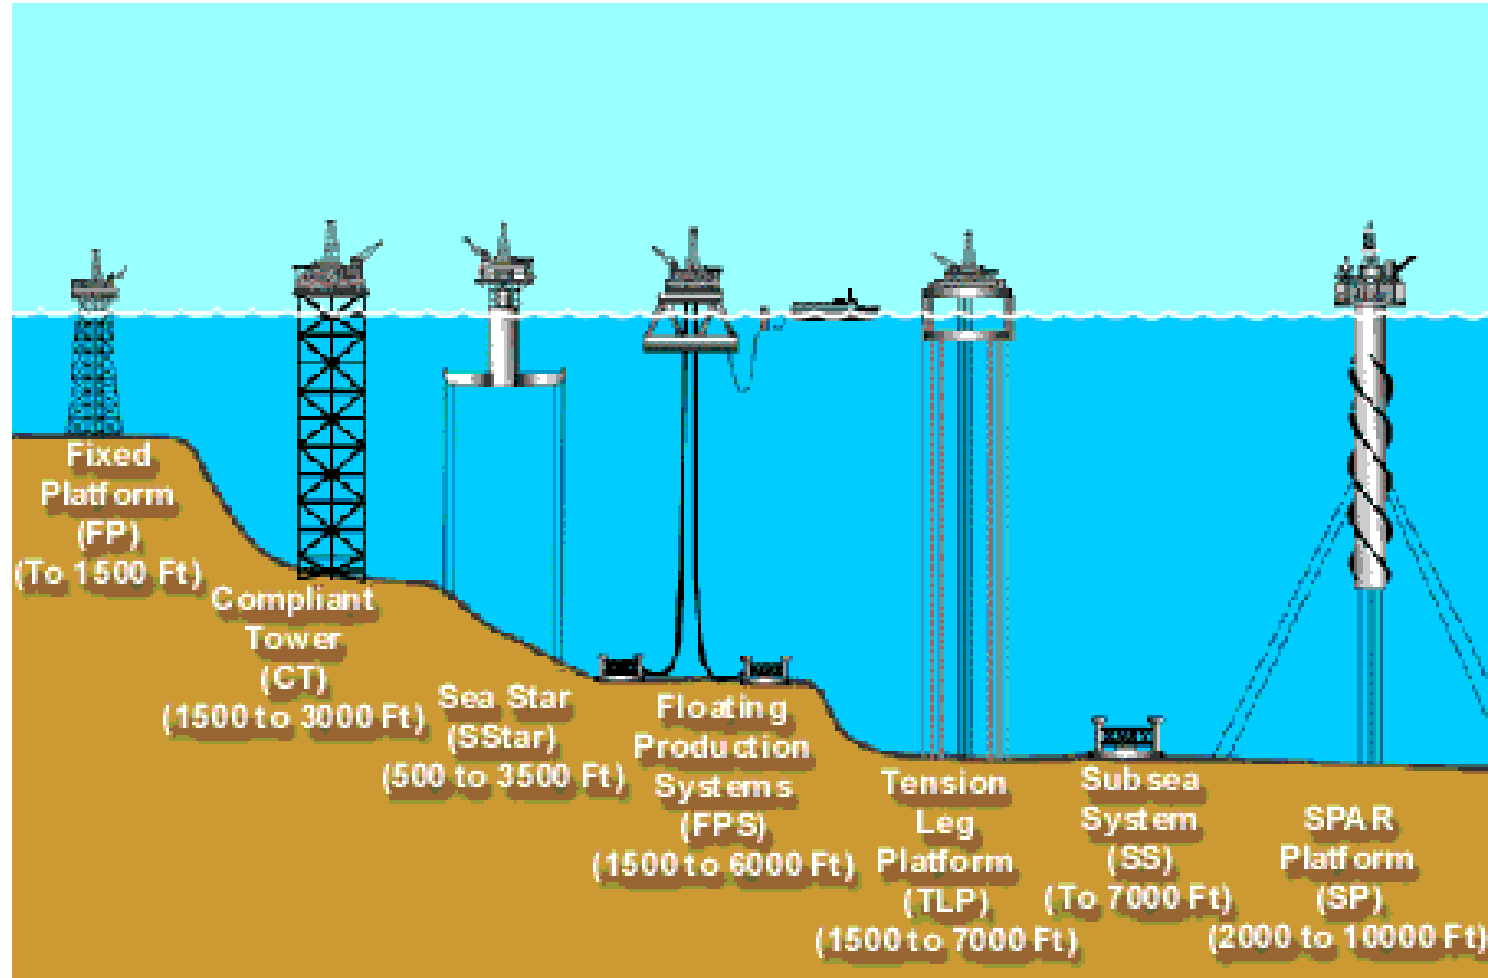 Fixed
Platform
(FP)
(To 1500 Ft)
Compliant
Tower
(CT)
(1500 to 3000 Ft)
Sea Star
(SStar)
(500 to 3500 Ft)
Floating
Production
Systems
(FPS)
(1500 to 6000 Ft)
Tension
Leg
Platform
(TLP)
(1500 to 7000 Ft)
Subsea
System
(SS)
(To 7000 Ft)
SPAR
Platform
(SP)
(2000 to 10000 Ft)